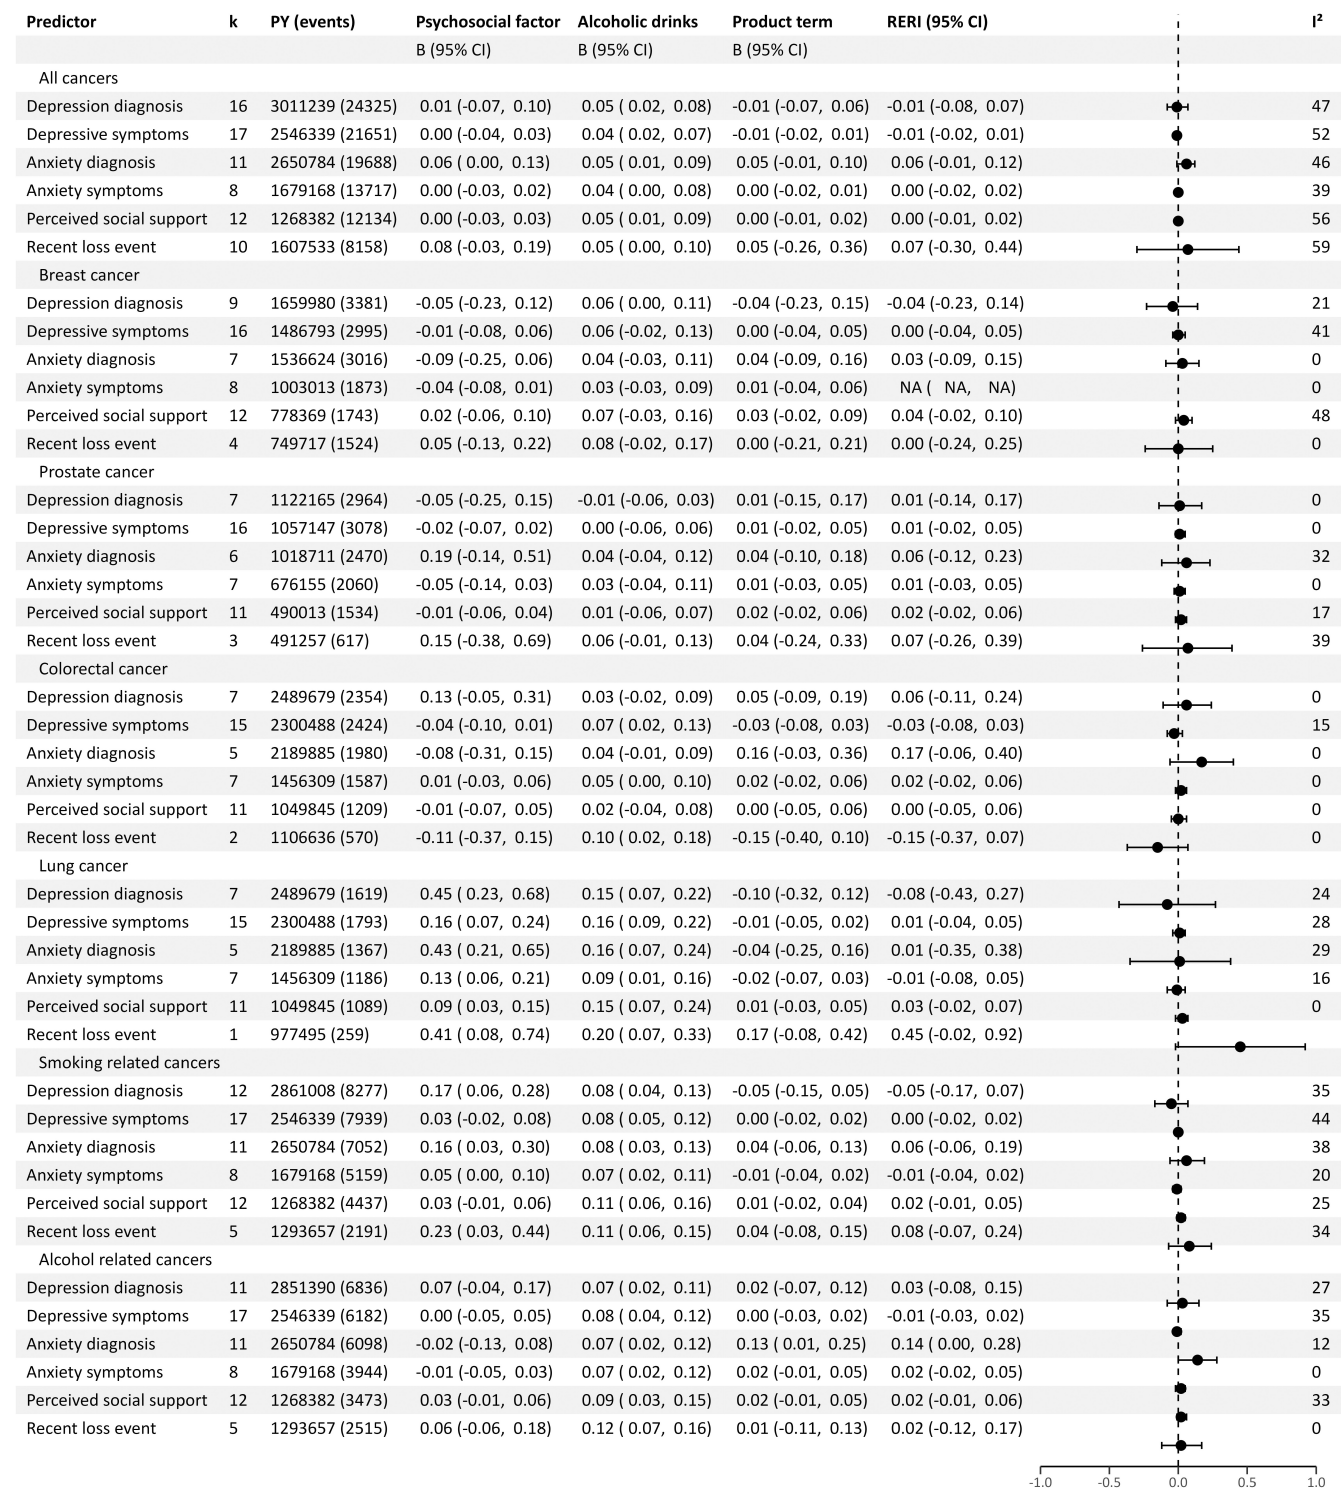 Predictor k PY (events) Psychosocial factor Alcoholic drinks Product term RERI (95% CI) I²
B (95% CI) B (95% CI) B (95% CI)
All cancers
Depression diagnosis 16 3011239 (24325) 0.01 (-0.07, 0.10) 0.05 ( 0.02, 0.08) -0.01 (-0.07, 0.06) -0.01 (-0.08, 0.07) 47
Depressive symptoms 17 2546339 (21651) 0.00 (-0.04, 0.03) 0.04 ( 0.02, 0.07) -0.01 (-0.02, 0.01) -0.01 (-0.02, 0.01) 52
Anxiety diagnosis 11 2650784 (19688) 0.06 ( 0.00, 0.13) 0.05 ( 0.01, 0.09) 0.05 (-0.01, 0.10) 0.06 (-0.01, 0.12) 46
Anxiety symptoms 8 1679168 (13717) 0.00 (-0.03, 0.02) 0.04 ( 0.00, 0.08) 0.00 (-0.02, 0.01) 0.00 (-0.02, 0.02) 39
Perceived social support 12 1268382 (12134) 0.00 (-0.03, 0.03) 0.05 ( 0.01, 0.09) 0.00 (-0.01, 0.02) 0.00 (-0.01, 0.02) 56
Recent loss event 10 1607533 (8158) 0.08 (-0.03, 0.19) 0.05 ( 0.00, 0.10) 0.05 (-0.26, 0.36) 0.07 (-0.30, 0.44) 59
Breast cancer
Depression diagnosis 9 1659980 (3381) -0.05 (-0.23, 0.12) 0.06 ( 0.00, 0.11) -0.04 (-0.23, 0.15) -0.04 (-0.23, 0.14) 21
Depressive symptoms 16 1486793 (2995) -0.01 (-0.08, 0.06) 0.06 (-0.02, 0.13) 0.00 (-0.04, 0.05) 0.00 (-0.04, 0.05) 41
Anxiety diagnosis 7 1536624 (3016) -0.09 (-0.25, 0.06) 0.04 (-0.03, 0.11) 0.04 (-0.09, 0.16) 0.03 (-0.09, 0.15) 0
Anxiety symptoms 8 1003013 (1873) -0.04 (-0.08, 0.01) 0.03 (-0.03, 0.09) 0.01 (-0.04, 0.06) NA ( NA, NA) 0
Perceived social support 12 778369 (1743) 0.02 (-0.06, 0.10) 0.07 (-0.03, 0.16) 0.03 (-0.02, 0.09) 0.04 (-0.02, 0.10) 48
Recent loss event 4 749717 (1524) 0.05 (-0.13, 0.22) 0.08 (-0.02, 0.17) 0.00 (-0.21, 0.21) 0.00 (-0.24, 0.25) 0
Prostate cancer
Depression diagnosis 7 1122165 (2964) -0.05 (-0.25, 0.15) -0.01 (-0.06, 0.03) 0.01 (-0.15, 0.17) 0.01 (-0.14, 0.17) 0
Depressive symptoms 16 1057147 (3078) -0.02 (-0.07, 0.02) 0.00 (-0.06, 0.06) 0.01 (-0.02, 0.05) 0.01 (-0.02, 0.05) 0
Anxiety diagnosis 6 1018711 (2470) 0.19 (-0.14, 0.51) 0.04 (-0.04, 0.12) 0.04 (-0.10, 0.18) 0.06 (-0.12, 0.23) 32
Anxiety symptoms 7 676155 (2060) -0.05 (-0.14, 0.03) 0.03 (-0.04, 0.11) 0.01 (-0.03, 0.05) 0.01 (-0.03, 0.05) 0
Perceived social support 11 490013 (1534) -0.01 (-0.06, 0.04) 0.01 (-0.06, 0.07) 0.02 (-0.02, 0.06) 0.02 (-0.02, 0.06) 17
Recent loss event 3 491257 (617) 0.15 (-0.38, 0.69) 0.06 (-0.01, 0.13) 0.04 (-0.24, 0.33) 0.07 (-0.26, 0.39) 39
Colorectal cancer
Depression diagnosis 7 2489679 (2354) 0.13 (-0.05, 0.31) 0.03 (-0.02, 0.09) 0.05 (-0.09, 0.19) 0.06 (-0.11, 0.24) 0
Depressive symptoms 15 2300488 (2424) -0.04 (-0.10, 0.01) 0.07 ( 0.02, 0.13) -0.03 (-0.08, 0.03) -0.03 (-0.08, 0.03) 15
Anxiety diagnosis 5 2189885 (1980) -0.08 (-0.31, 0.15) 0.04 (-0.01, 0.09) 0.16 (-0.03, 0.36) 0.17 (-0.06, 0.40) 0
Anxiety symptoms 7 1456309 (1587) 0.01 (-0.03, 0.06) 0.05 ( 0.00, 0.10) 0.02 (-0.02, 0.06) 0.02 (-0.02, 0.06) 0
Perceived social support 11 1049845 (1209) -0.01 (-0.07, 0.05) 0.02 (-0.04, 0.08) 0.00 (-0.05, 0.06) 0.00 (-0.05, 0.06) 0
Recent loss event 2 1106636 (570) -0.11 (-0.37, 0.15) 0.10 ( 0.02, 0.18) -0.15 (-0.40, 0.10) -0.15 (-0.37, 0.07) 0
Lung cancer
Depression diagnosis 7 2489679 (1619) 0.45 ( 0.23, 0.68) 0.15 ( 0.07, 0.22) -0.10 (-0.32, 0.12) -0.08 (-0.43, 0.27) 24
Depressive symptoms 15 2300488 (1793) 0.16 ( 0.07, 0.24) 0.16 ( 0.09, 0.22) -0.01 (-0.05, 0.02) 0.01 (-0.04, 0.05) 28
Anxiety diagnosis 5 2189885 (1367) 0.43 ( 0.21, 0.65) 0.16 ( 0.07, 0.24) -0.04 (-0.25, 0.16) 0.01 (-0.35, 0.38) 29
Anxiety symptoms 7 1456309 (1186) 0.13 ( 0.06, 0.21) 0.09 ( 0.01, 0.16) -0.02 (-0.07, 0.03) -0.01 (-0.08, 0.05) 16
Perceived social support 11 1049845 (1089) 0.09 ( 0.03, 0.15) 0.15 ( 0.07, 0.24) 0.01 (-0.03, 0.05) 0.03 (-0.02, 0.07) 0
Recent loss event 1 977495 (259) 0.41 ( 0.08, 0.74) 0.20 ( 0.07, 0.33) 0.17 (-0.08, 0.42) 0.45 (-0.02, 0.92)
Smoking related cancers
Depression diagnosis 12 2861008 (8277) 0.17 ( 0.06, 0.28) 0.08 ( 0.04, 0.13) -0.05 (-0.15, 0.05) -0.05 (-0.17, 0.07) 35
Depressive symptoms 17 2546339 (7939) 0.03 (-0.02, 0.08) 0.08 ( 0.05, 0.12) 0.00 (-0.02, 0.02) 0.00 (-0.02, 0.02) 44
Anxiety diagnosis 11 2650784 (7052) 0.16 ( 0.03, 0.30) 0.08 ( 0.03, 0.13) 0.04 (-0.06, 0.13) 0.06 (-0.06, 0.19) 38
Anxiety symptoms 8 1679168 (5159) 0.05 ( 0.00, 0.10) 0.07 ( 0.02, 0.11) -0.01 (-0.04, 0.02) -0.01 (-0.04, 0.02) 20
Perceived social support 12 1268382 (4437) 0.03 (-0.01, 0.06) 0.11 ( 0.06, 0.16) 0.01 (-0.02, 0.04) 0.02 (-0.01, 0.05) 25
Recent loss event 5 1293657 (2191) 0.23 ( 0.03, 0.44) 0.11 ( 0.06, 0.15) 0.04 (-0.08, 0.15) 0.08 (-0.07, 0.24) 34
Alcohol related cancers
Depression diagnosis 11 2851390 (6836) 0.07 (-0.04, 0.17) 0.07 ( 0.02, 0.11) 0.02 (-0.07, 0.12) 0.03 (-0.08, 0.15) 27
Depressive symptoms 17 2546339 (6182) 0.00 (-0.05, 0.05) 0.08 ( 0.04, 0.12) 0.00 (-0.03, 0.02) -0.01 (-0.03, 0.02) 35
Anxiety diagnosis 11 2650784 (6098) -0.02 (-0.13, 0.08) 0.07 ( 0.02, 0.12) 0.13 ( 0.01, 0.25) 0.14 ( 0.00, 0.28) 12
Anxiety symptoms 8 1679168 (3944) -0.01 (-0.05, 0.03) 0.07 ( 0.02, 0.12) 0.02 (-0.01, 0.05) 0.02 (-0.02, 0.05) 0
Perceived social support 12 1268382 (3473) 0.03 (-0.01, 0.06) 0.09 ( 0.03, 0.15) 0.02 (-0.01, 0.05) 0.02 (-0.01, 0.06) 33
Recent loss event 5 1293657 (2515) 0.06 (-0.06, 0.18) 0.12 ( 0.07, 0.16) 0.01 (-0.11, 0.13) 0.02 (-0.12, 0.17) 0
-1.0 -0.5 0.0 0.5 1.0